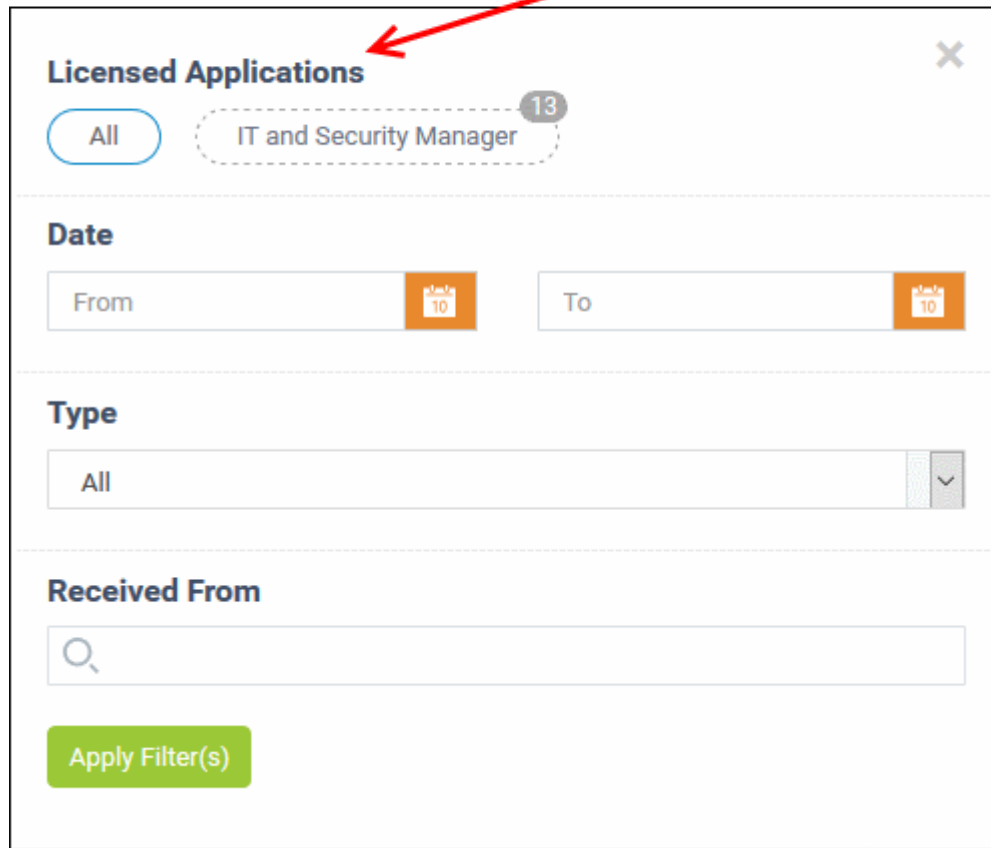 Licensed Applications
All
IT and Security Manager
13
Date
From
10
To
10
Type
All
Received From
Apply Filter(s)